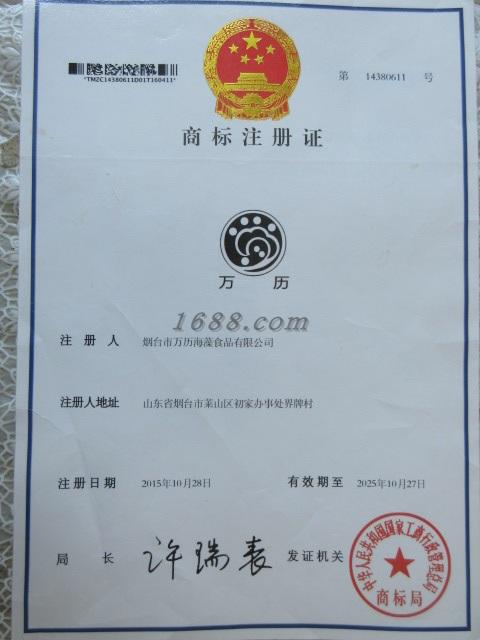 "TMZC14380611D01T160411"
第 14380611 号
商标注册证
万 历
1688.com
注 册 人 烟台市万历海藻食品有限公司
注册人地址 山东省烟台市莱山区初家办事处界牌村
注册日期 2015年10月28日 有效期至 2025年10月27日
局 长 许瑞表 发证机关
中华人民共和国国家工商行政管理总局
商标局